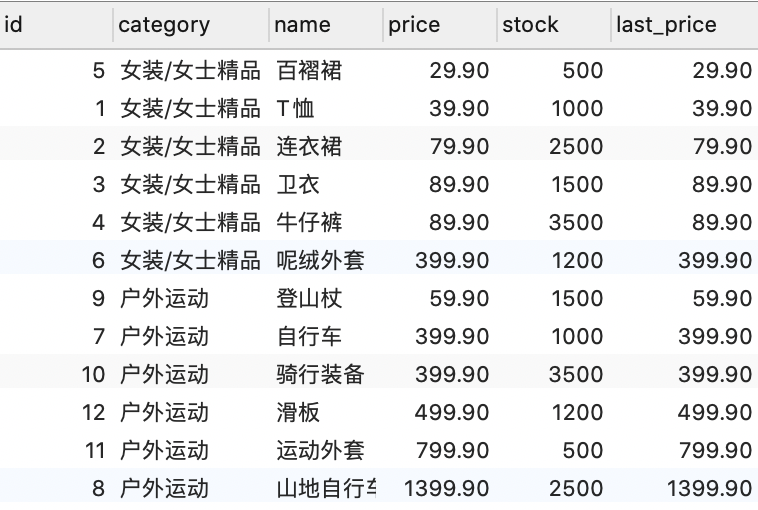 id category name price stock last_price
5 女装/女士精品 百褶裙 29.90 500 29.90
1 女装/女士精品 T恤 39.90 1000 39.90
2 女装/女士精品 连衣裙 79.90 2500 79.90
3 女装/女士精品 卫衣 89.90 1500 89.90
4 女装/女士精品 牛仔裤 89.90 3500 89.90
6 女装/女士精品 呢绒外套 399.90 1200 399.90
9 户外运动 登山杖 59.90 1500 59.90
7 户外运动 自行车 399.90 1000 399.90
10 户外运动 骑行装备 399.90 3500 399.90
12 户外运动 滑板 499.90 1200 499.90
11 户外运动 运动外套 799.90 500 799.90
8 户外运动 山地自行车 1399.90 2500 1399.90